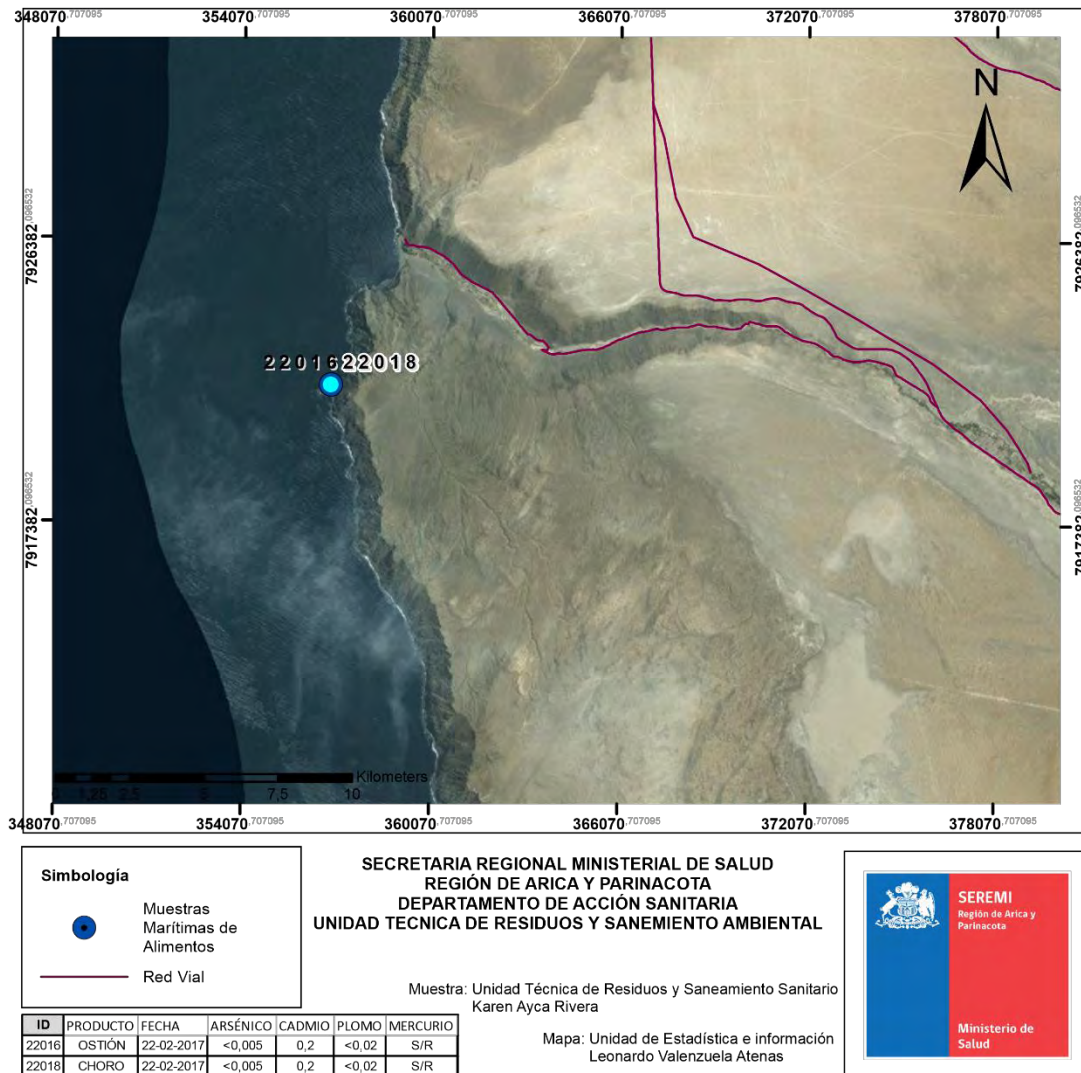 348070,707095 354070,707095 360070,707095 366070,707095 372070,707095 378070,707095
N
7926382,096532
7926382,096532
22016 22018
7917382,096532
7917382,096532
0 1,25 2,5 5 7,5 10 Kilometers
348070,707095 354070,707095 360070,707095 366070,707095 372070,707095 378070,707095
Simbología
Muestras
Marítimas de
Alimentos
Red Vial
SECRETARIA REGIONAL MINISTERIAL DE SALUD
REGIÓN DE ARICA Y PARINACOTA
DEPARTAMENTO DE ACCIÓN SANITARIA
UNIDAD TECNICA DE RESIDUOS Y SANEMIENTO AMBIENTAL
Muestra: Unidad Técnica de Residuos y Saneamiento Sanitario
Karen Ayca Rivera
Mapa: Unidad de Estadística e información
Leonardo Valenzuela Atenas
SEREMI
Región de Arica y
Parinacota
Ministerio de
Salud
ID PRODUCTO FECHA ARSÉNICO CADMIO PLOMO MERCURIO
22016 OSTIÓN 22-02-2017 <0,005 0,2 <0,02 S/R
22018 CHORO 22-02-2017 <0,005 0,2 <0,02 S/R